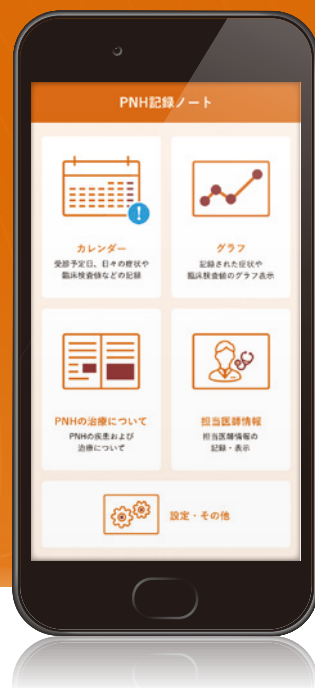 PNH記録ノート
カレンダー
受診予定日、日々の症状や
臨床検査値などの記録
グラフ
記録された症状や
臨床検査値のグラフ表示
PNHの治療について
PNHの疾患および
治療について
担当医師情報
担当医師情報の
記録・表示
設定・その他